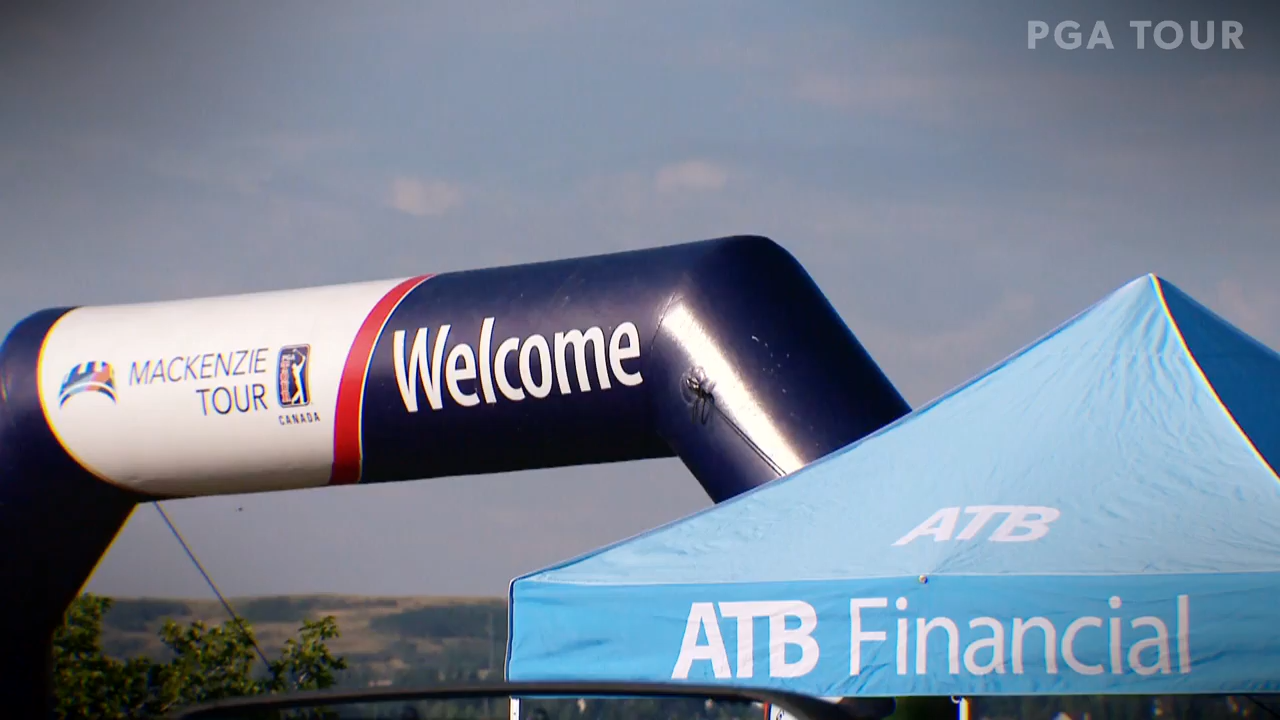 PGA TOUR
MACKENZIE
TOUR
CANADA
Welcome
ATB
ATB Financial